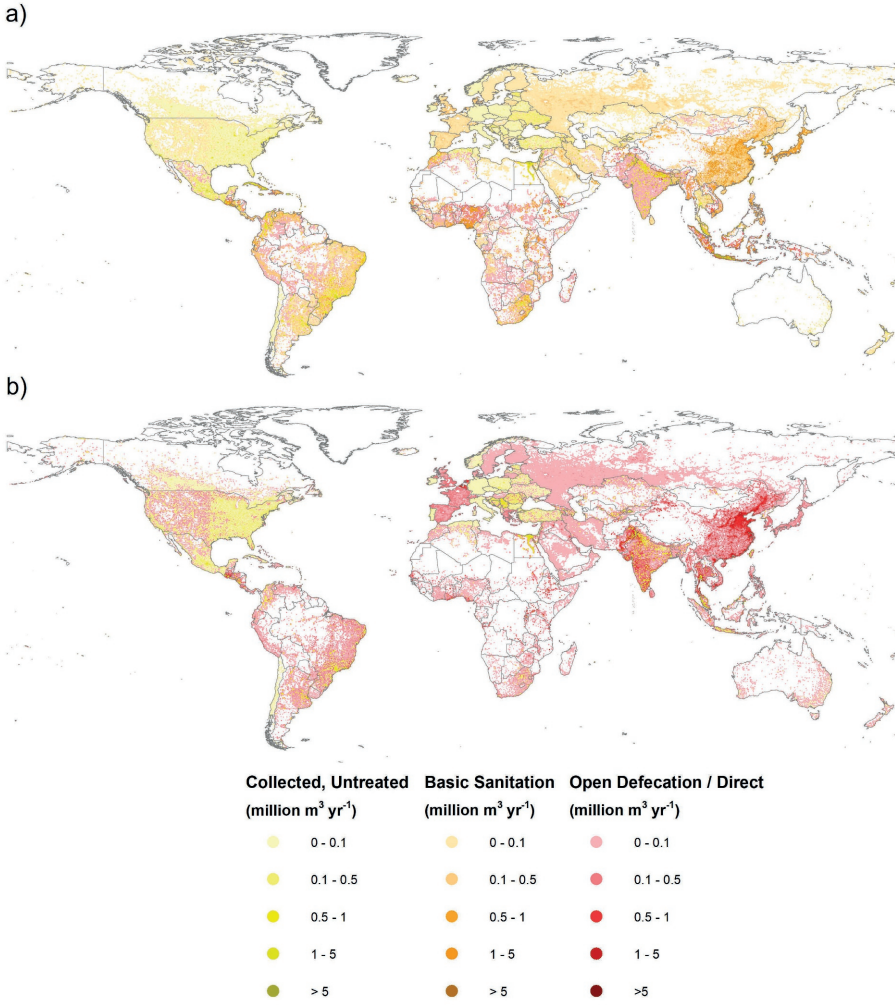 a)
b)
Collected, Untreated Basic Sanitation Open Defecation / Direct
(million m³ yr⁻¹) (million m³ yr⁻¹) (million m³ yr⁻¹)
0 - 0.1 0 - 0.1 0 - 0.1
0.1 - 0.5 0.1 - 0.5 0.1 - 0.5
0.5 - 1 0.5 - 1 0.5 - 1
1 - 5 1 - 5 1 - 5
> 5 > 5 >5